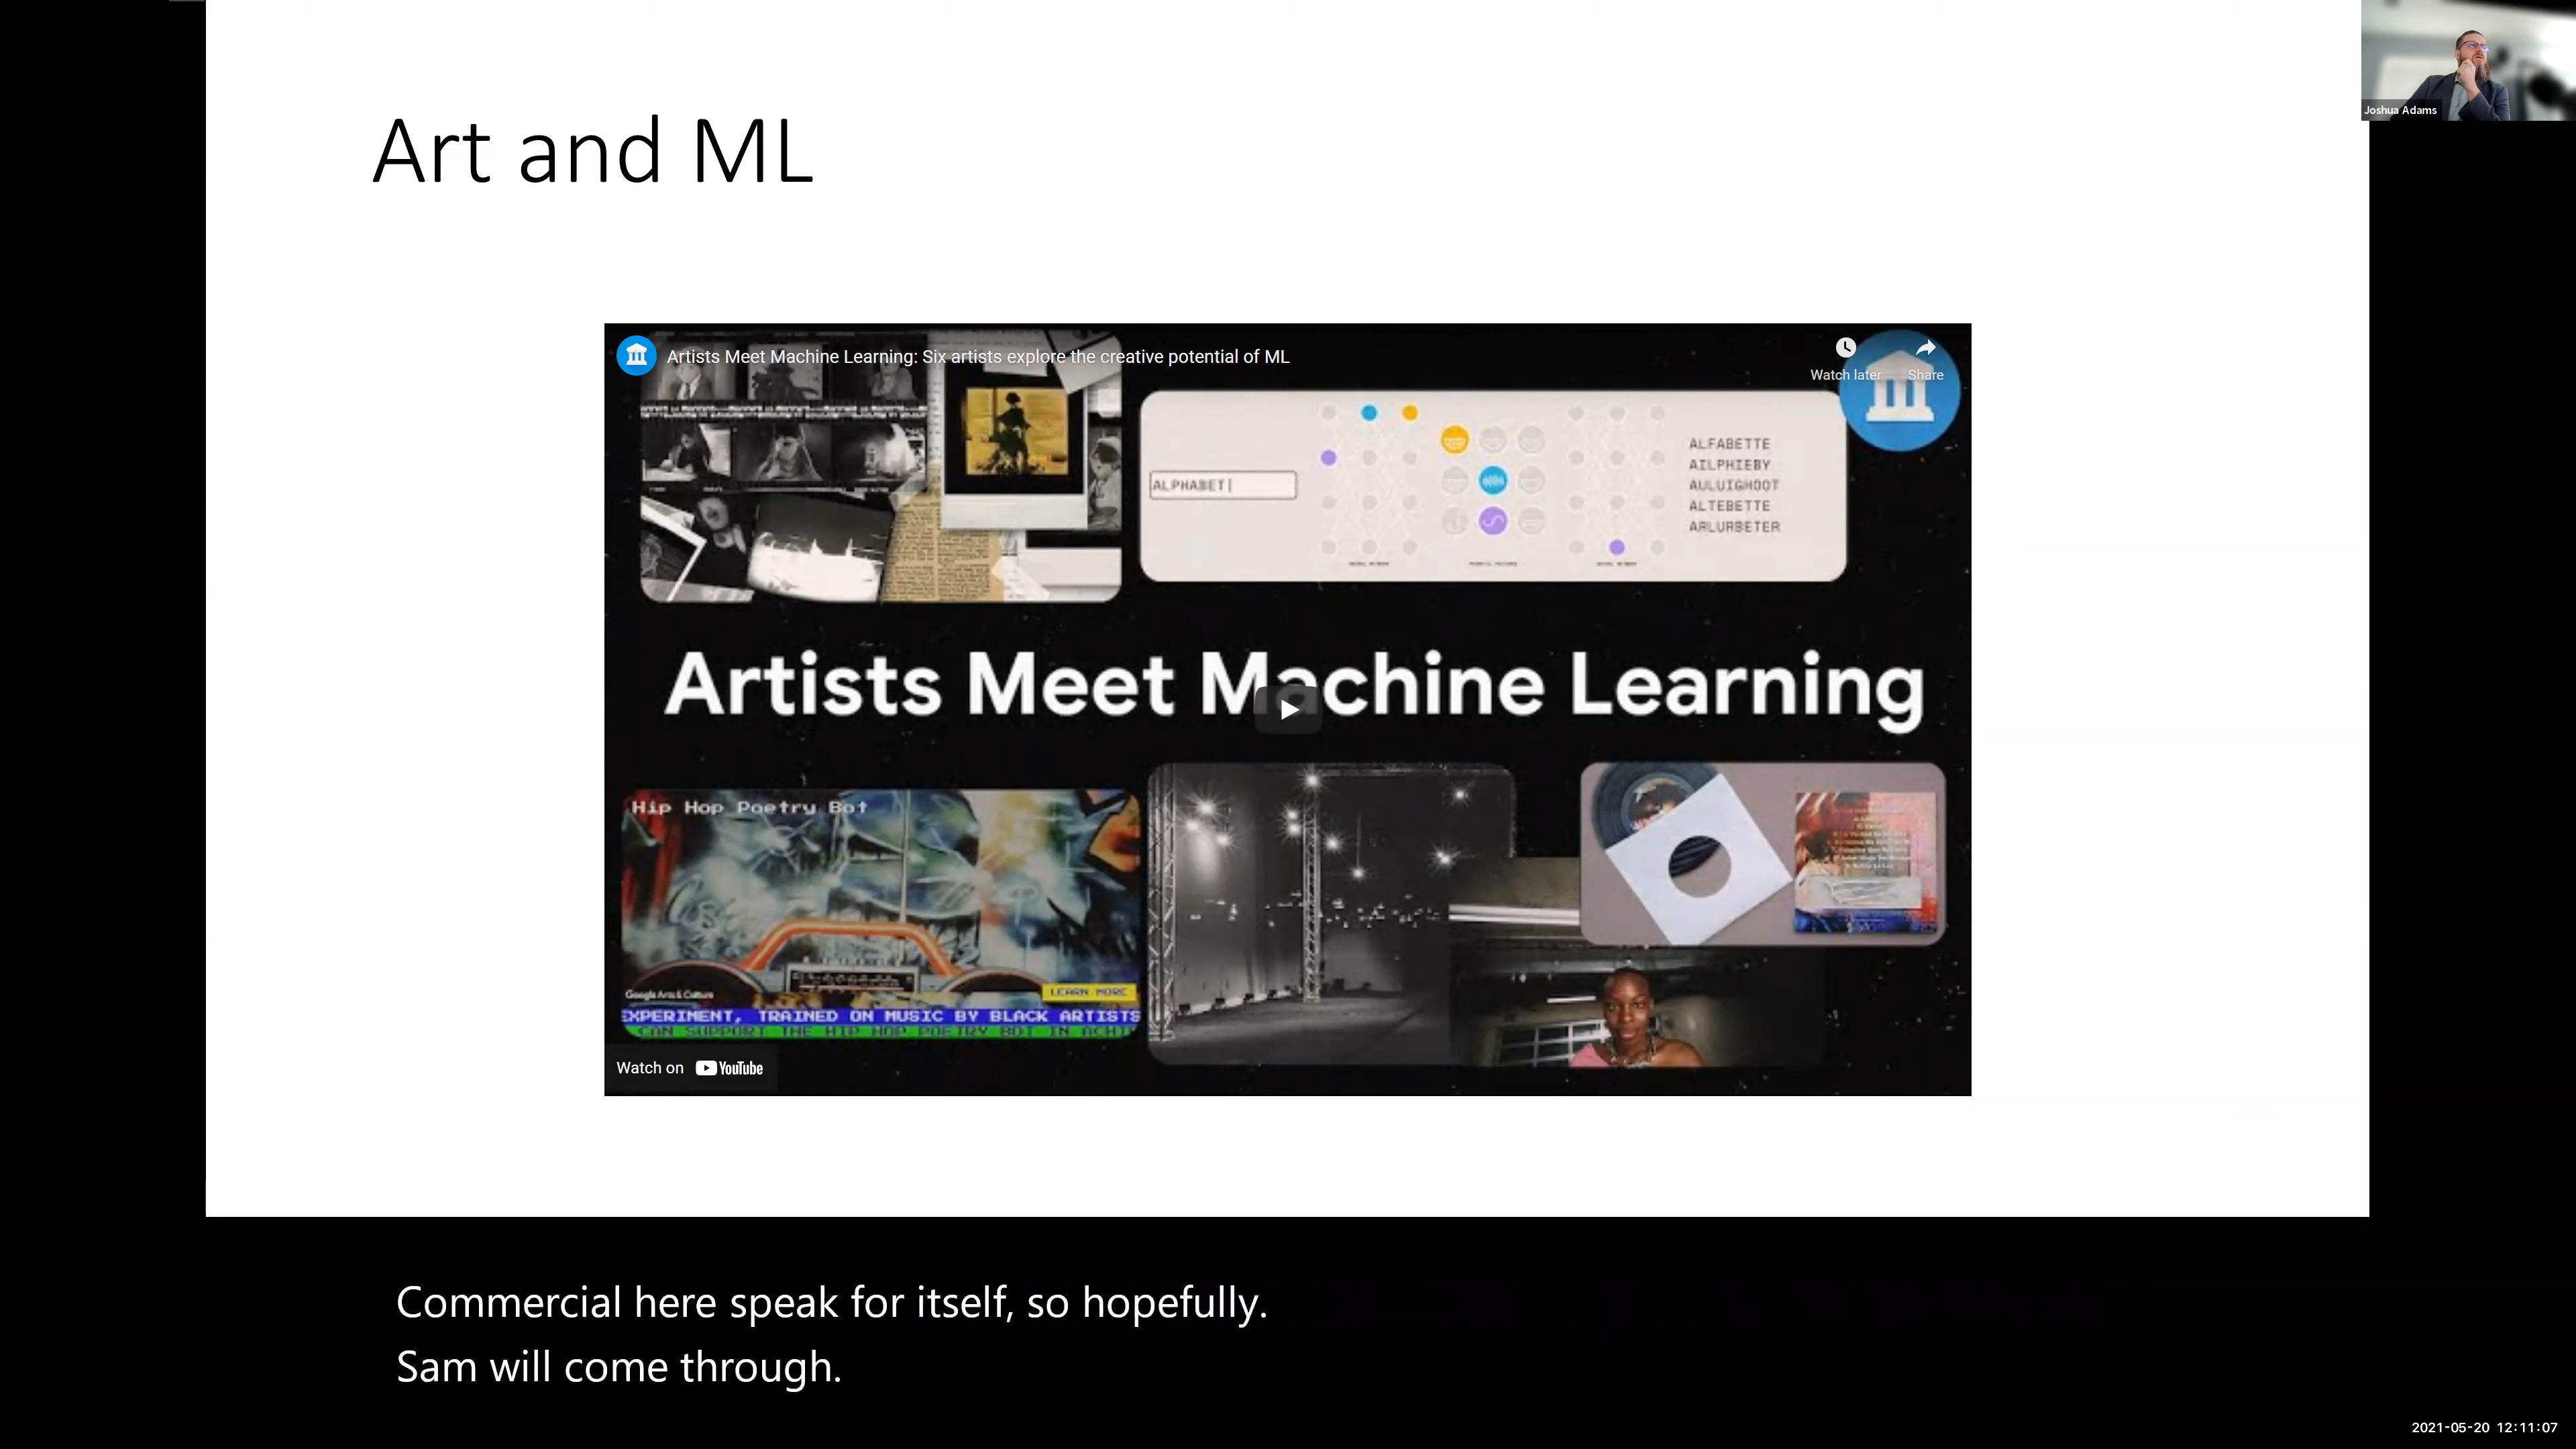 Joshua Adams
Art and ML
Artists Meet Machine Learning: Six artists explore the creative potential of ML
Watch later
Share
ALPHABET
ALFABETTE
AILPHIEBY
AULUIGHOOT
ALTEBETTE
ARLURBETER
Artists Meet Machine Learning
Hip Hop Poetry Bot
Google Arts & Culture
LEARN MORE
EXPERIMENT, TRAINED ON MUSIC BY BLACK ARTISTS
CAN SUPPORT THE HIP HOP POETRY BOT IN ACHI
Watch on YouTube
Commercial here speak for itself, so hopefully.
Sam will come through.
2021-05-20 12:11:07